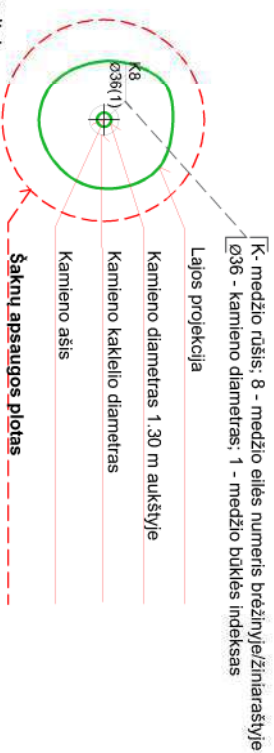 K- medžio rūšis; 8 - medžio eilės numeris brėžinyje/žiniaraštyje
Ø36 - kamieno diametras; 1 - medžio būklės indeksas
K8
Ø36(1)
Lajos projekcija
Kamieno diametras 1.30 m aukštyje
Kamieno kaklelio diametras
Kamieno ašis
Šaknų apsaugos plotas